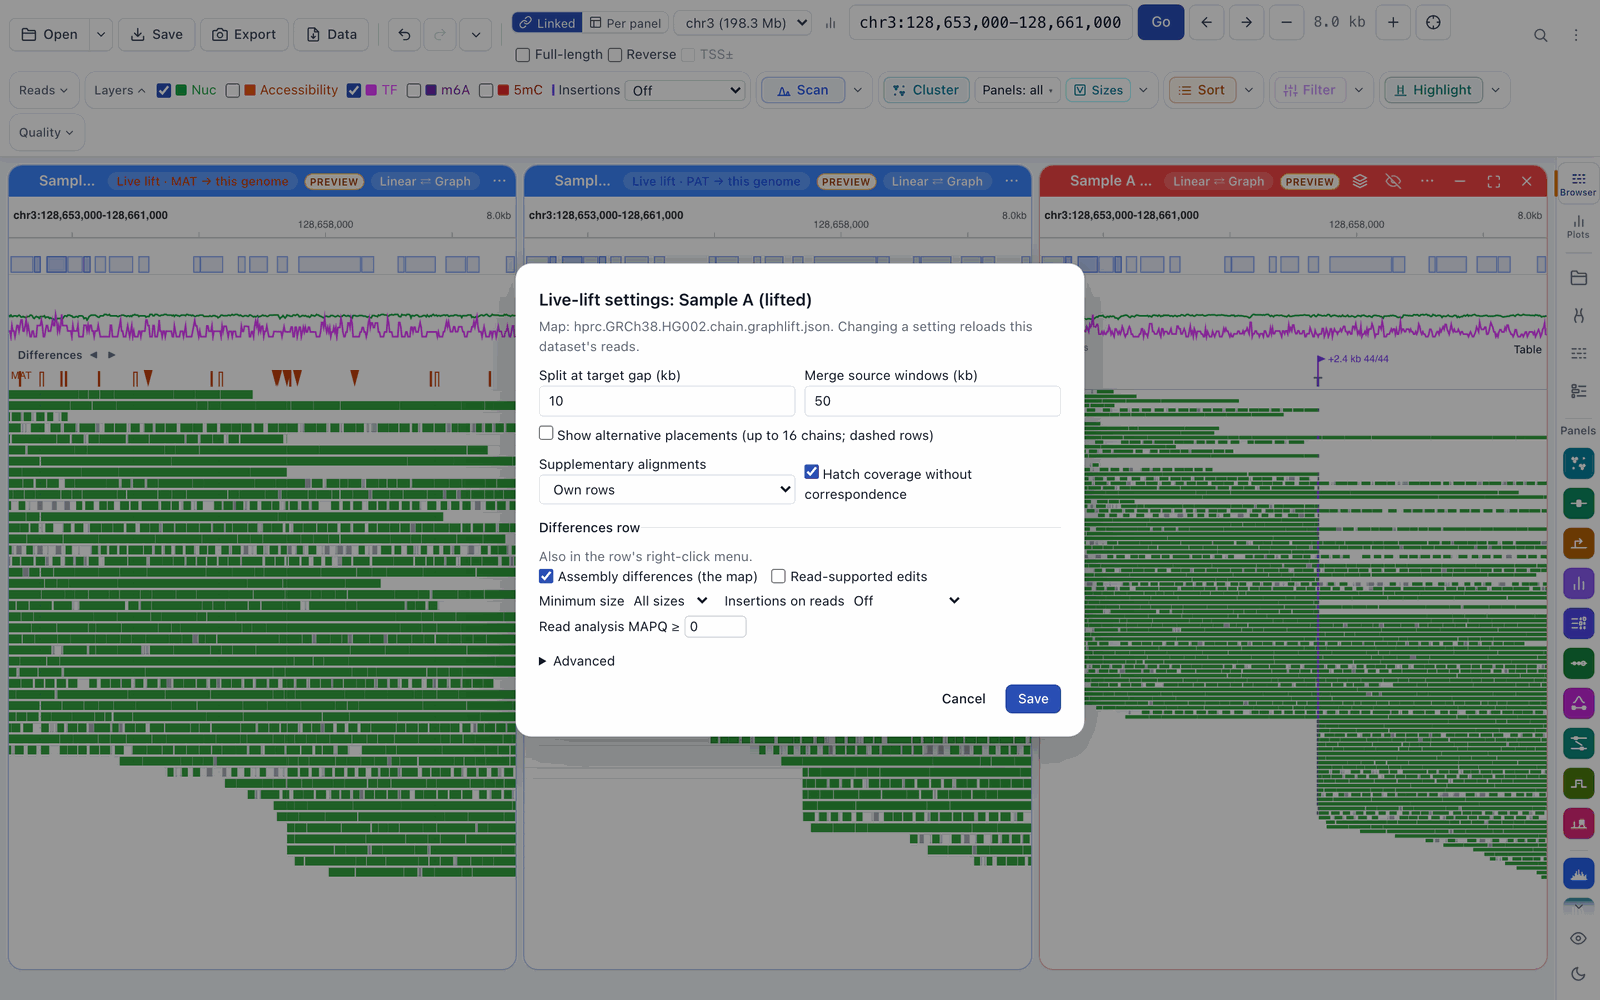 Open Save Export Data Linked Per panel chr3 (198.3 Mb) chr3:128,653,000–128,661,000 Go 8.0 kb
Full-length Reverse TSS±
Reads Layers Nuc Accessibility TF m6A 5mC Insertions Off Scan Cluster Panels: all Sizes Sort Filter Highlight
Quality
Sampl... Live lift · MAT → this genome PREVIEW Linear ⇌ Graph ···
Sampl... Live lift · PAT → this genome PREVIEW Linear ⇌ Graph ···
Sample A ... Linear ⇌ Graph PREVIEW ···
chr3:128,653,000-128,661,000 8.0kb
128,658,000
chr3:128,653,000-128,661,000 8.0kb
128,658,000
chr3:128,653,000-128,661,000 8.0kb
128,658,000
Differences ◀ ▶
MAT
s Table
+2.4 kb 44/44
Live-lift settings: Sample A (lifted)
Map: hprc.GRCh38.HG002.chain.graphlift.json. Changing a setting reloads this
dataset's reads.
Split at target gap (kb) Merge source windows (kb)
10 50
Show alternative placements (up to 16 chains; dashed rows)
Supplementary alignments
Own rows
Hatch coverage without
correspondence
Differences row
Also in the row's right-click menu.
Assembly differences (the map) Read-supported edits
Minimum size All sizes Insertions on reads Off
Read analysis MAPQ ≥ 0
Advanced
Cancel Save
Browser
Plots
Panels